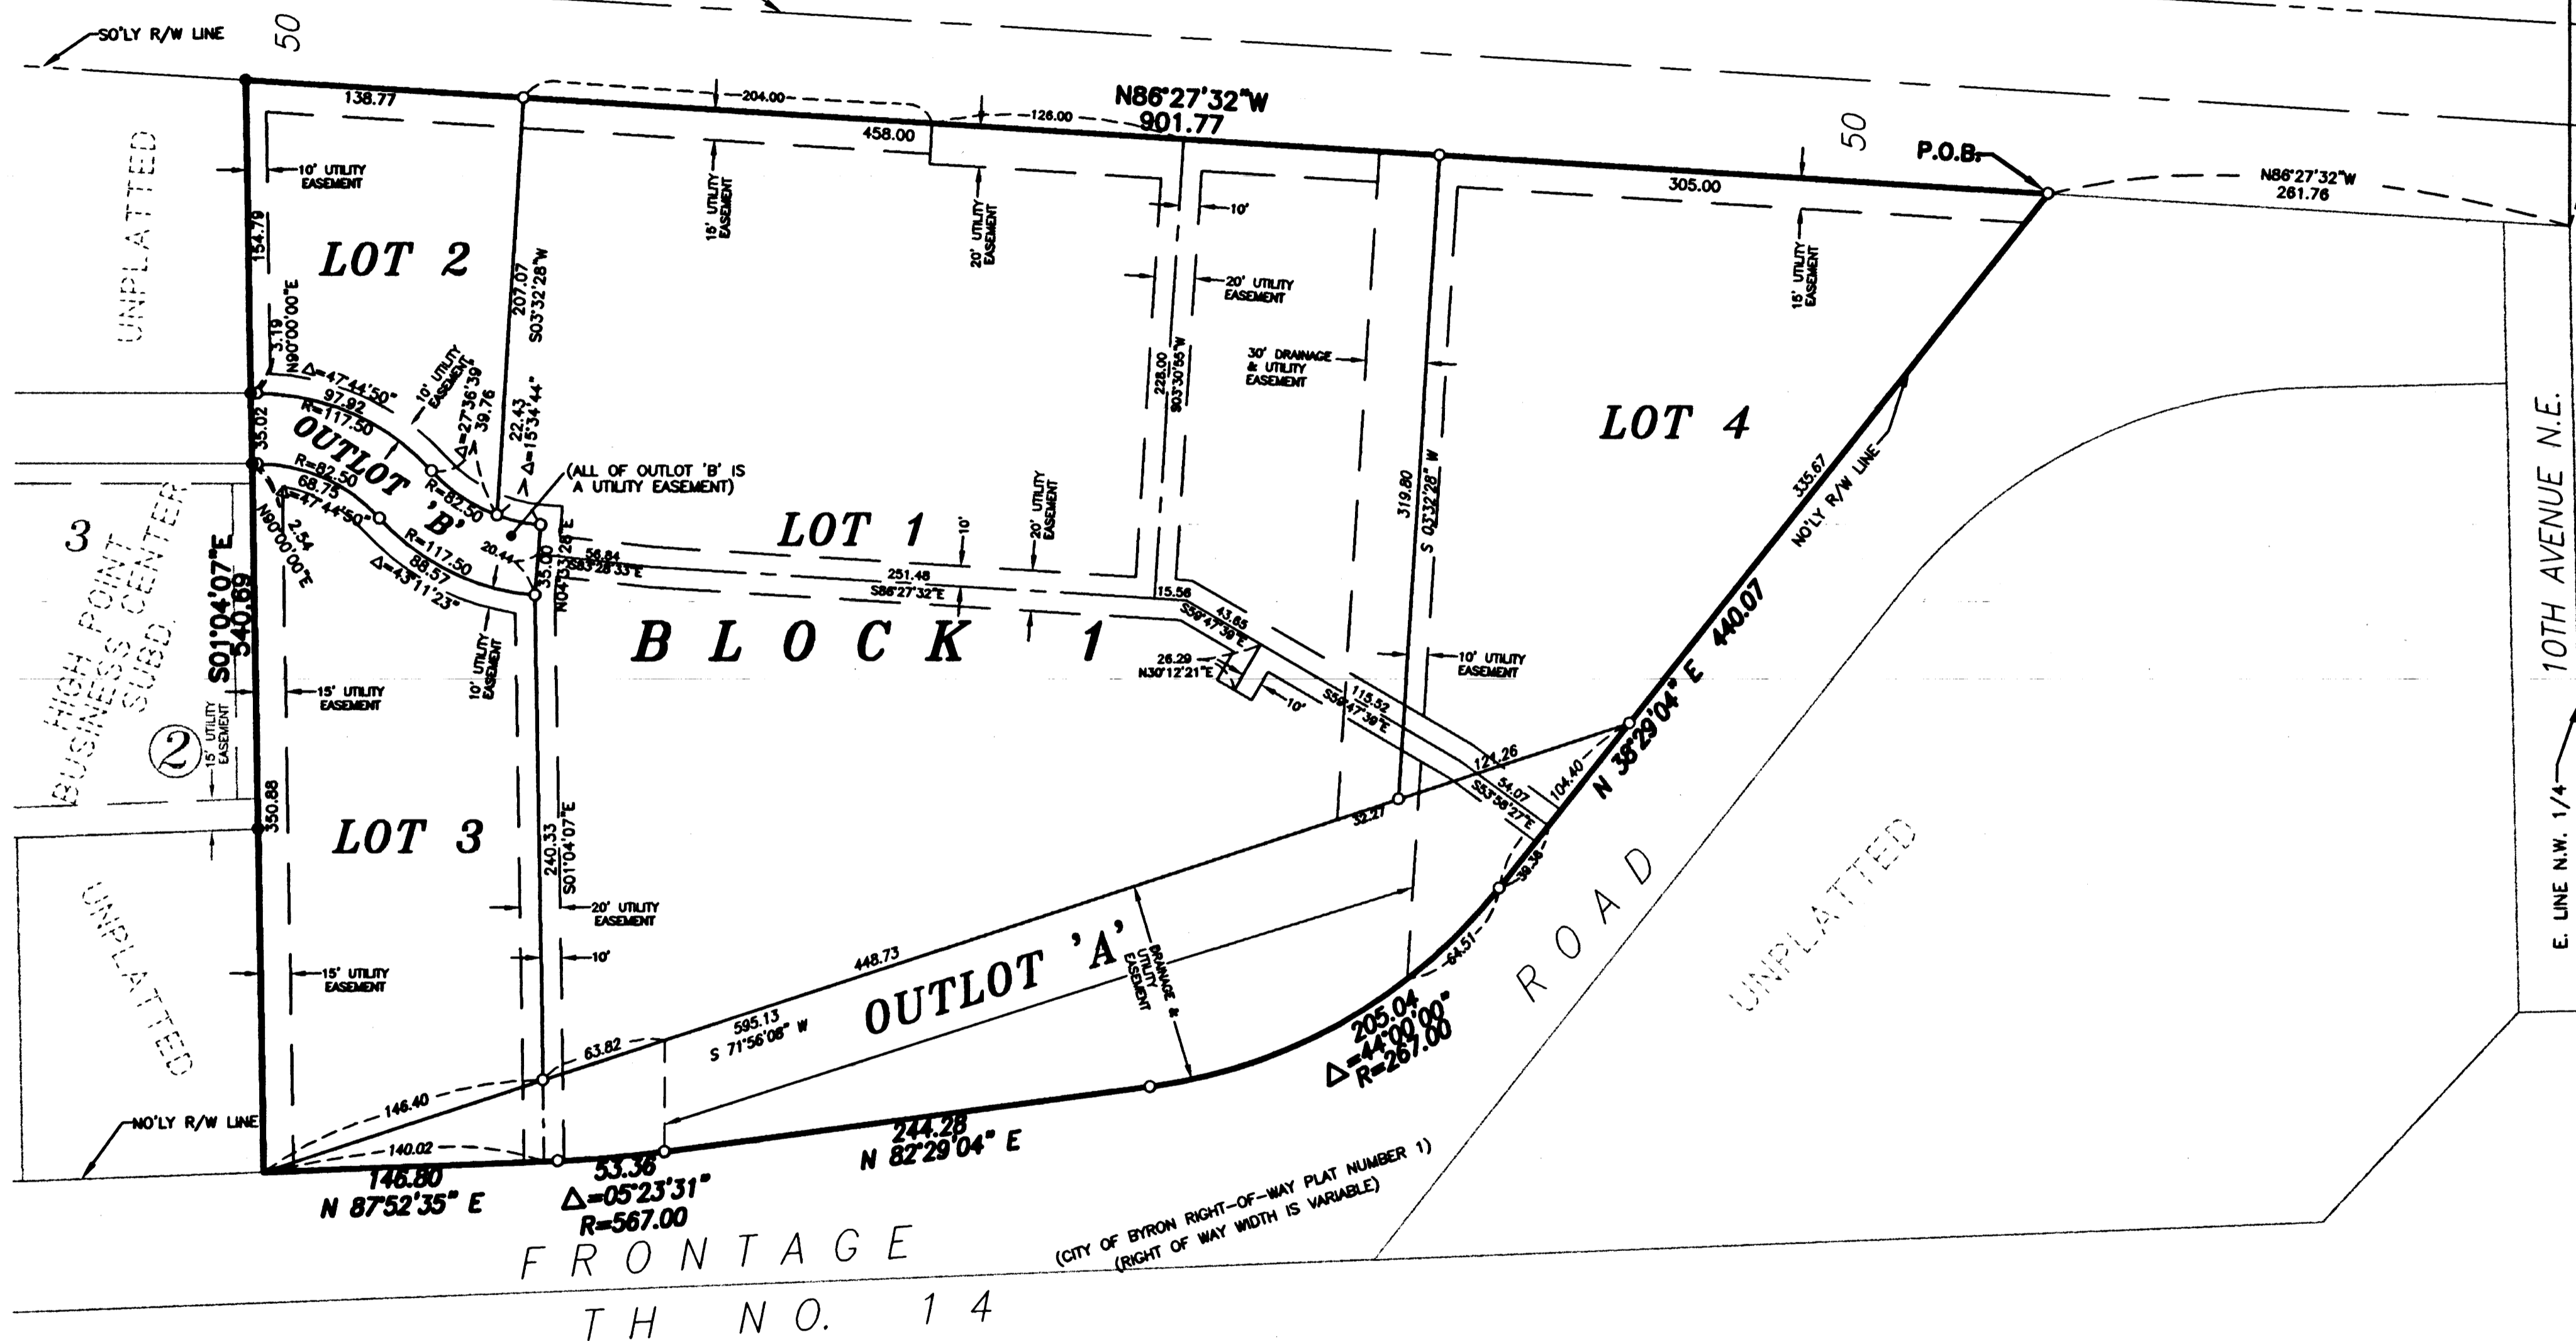 SO'LY R/W LINE
50
138.77
204.00
458.00
126.00
N86°27'32"W
901.77
50
P.O.B.
305.00
N86°27'32"W
261.76
UNPLATTED
10' UTILITY
EASEMENT
15' UTILITY
EASEMENT
20' UTILITY
EASEMENT
10'
20' UTILITY
EASEMENT
15' UTILITY
EASEMENT
154.79
LOT 2
207.07
S03°32'28"W
3.19
N90°00'00"E
Δ=47°44'50"
97.92
R=117.50
10' UTILITY
EASEMENT
Δ=27°36'39"
39.76
22.43
Δ=15°34'44"
228.00
S03°30'55"W
30' DRAINAGE
& UTILITY
EASEMENT
LOT 4
335.67
NO'LY R/W LINE
10TH AVENUE N.E.
35.02
OUTLOT
'B'
R=82.50
68.75
Δ=47°44'50"
R=82.50
(ALL OF OUTLOT 'B' IS
A UTILITY EASEMENT)
2.54
N90°00'00"E
R=117.50
88.57
Δ=43°11'23"
20.44
35.00
N04°33'28"E
LOT 1
20' UTILITY
EASEMENT
10'
56.84
S83°28'33"E
251.48
S86°27'32"E
15.56
43.65
S59°47'39"E
319.80
S 03°32'28" W
3
HIGH POINT
BUSINESS CENTER
SUBD.
2
S01°04'07"E
540.69
BLOCK 1
10' UTILITY
EASEMENT
26.29
N30°12'21"E
10'
115.52
S59°47'39"E
10' UTILITY
EASEMENT
N 38°29'04" E 440.07
15' UTILITY
EASEMENT
15' UTILITY
EASEMENT
350.88
LOT 3
240.33
S01°04'07"E
121.26
104.40
54.07
S53°58'27"E
32.27
39.38
UNPLATTED
15' UTILITY
EASEMENT
20' UTILITY
EASEMENT
10'
448.73
OUTLOT 'A'
DRAINAGE &
UTILITY
EASEMENT
64.51
ROAD
UNPLATTED
E. LINE N.W. 1/4
595.13
S 71°56'08" W
63.82
146.40
205.04
Δ=44°00'00"
R=267.00
NO'LY R/W LINE
140.02
146.80
N 87°52'35" E
53.36
Δ=05°23'31"
R=567.00
244.28
N 82°29'04" E
(CITY OF BYRON RIGHT-OF-WAY PLAT NUMBER 1)
(RIGHT OF WAY WIDTH IS VARIABLE)
FRONTAGE
TH NO. 14